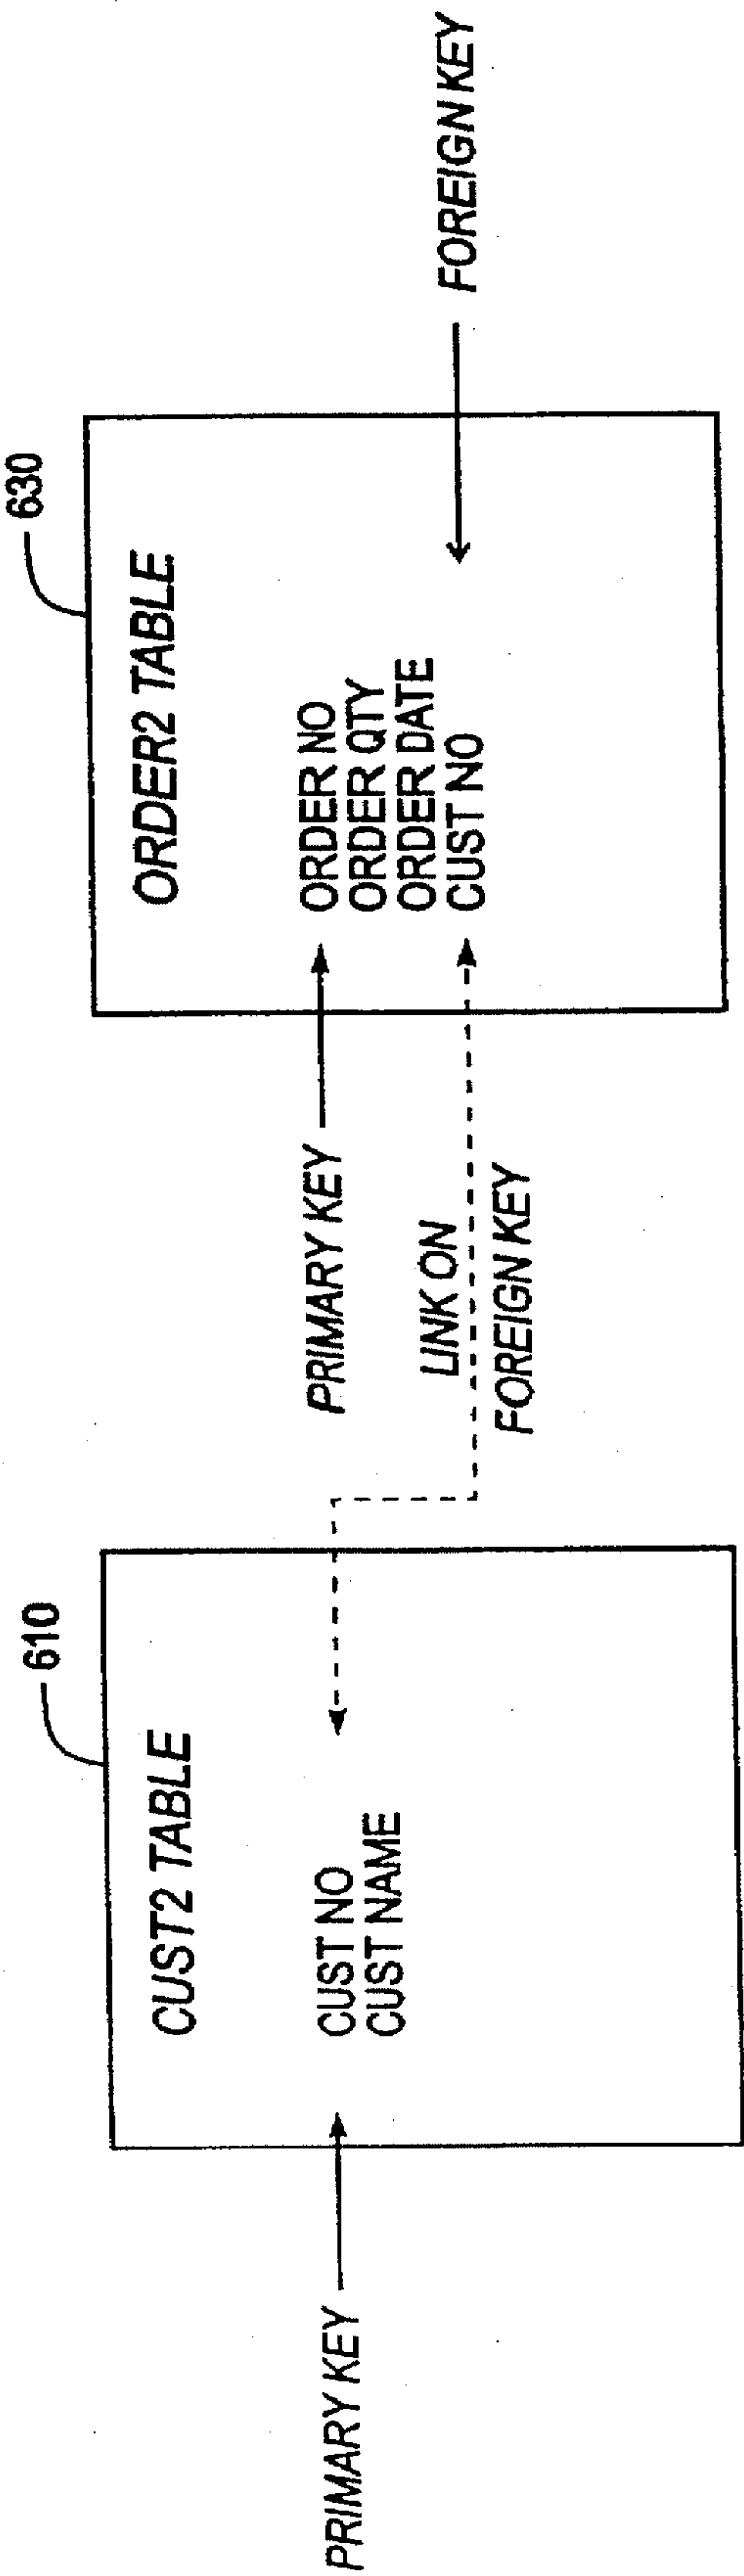 610
CUST2 TABLE
PRIMARY KEY
CUST NO
CUST NAME
LINK ON
FOREIGN KEY
630
ORDER2 TABLE
PRIMARY KEY
ORDER NO
ORDER QTY
ORDER DATE
CUST NO
FOREIGN KEY